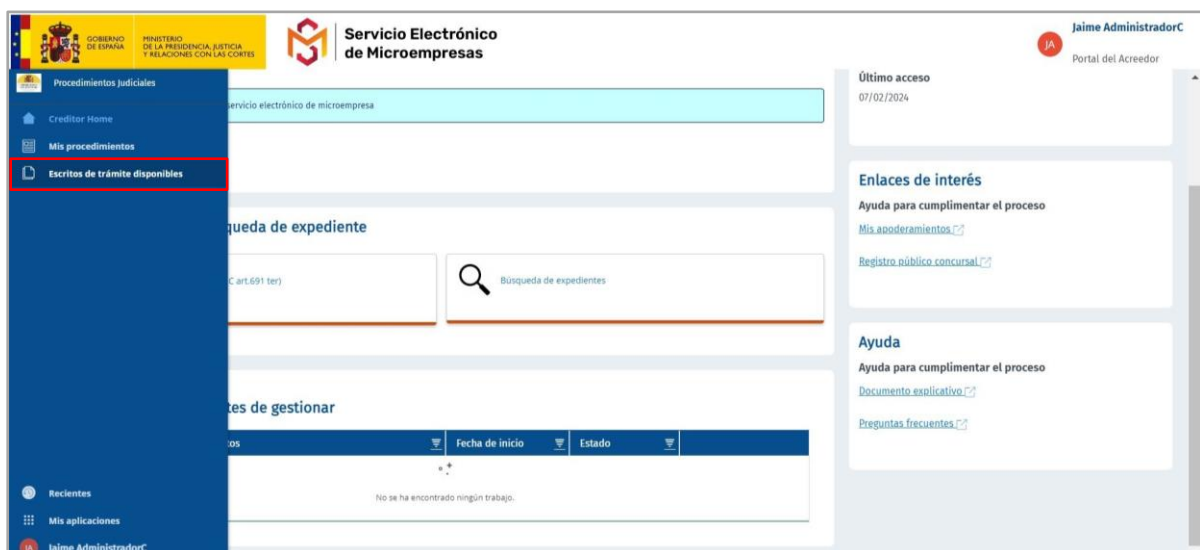 GOBIERNO
DE ESPAÑA
MINISTERIO
DE LA PRESIDENCIA, JUSTICIA
Y RELACIONES CON LAS CORTES
Servicio Electrónico
de Microempresas
Jaime AdministradorC
JA
Portal del Acreedor
Procedimientos Judiciales
Creditor Home
Mis procedimientos
Escritos de trámite disponibles
Recientes
Mis aplicaciones
JA
Jaime AdministradorC
servicio electrónico de microempresa
queda de expediente
C art.691 ter)
Búsqueda de expedientes
tes de gestionar
tos
Fecha de inicio
Estado
No se ha encontrado ningún trabajo.
Último acceso
07/02/2024
Enlaces de interés
Ayuda para cumplimentar el proceso
Mis apoderamientos
Registro público concursal
Ayuda
Ayuda para cumplimentar el proceso
Documento explicativo
Preguntas frecuentes